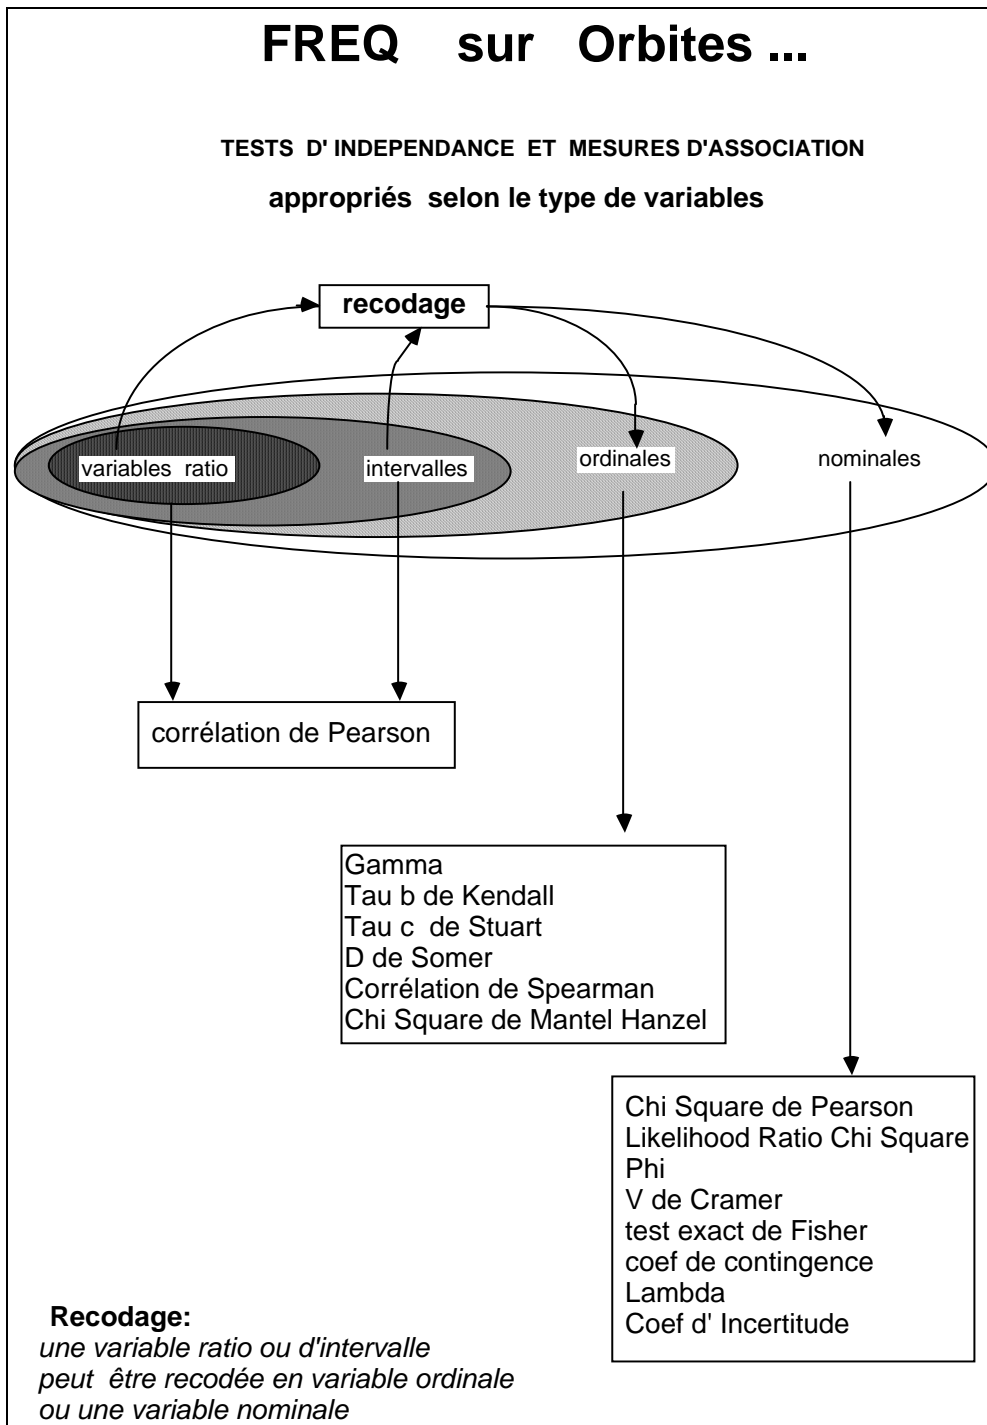 FREQ sur Orbites ...
TESTS D' INDEPENDANCE ET MESURES D'ASSOCIATION
appropriés selon le type de variables
recodage
variables ratio
intervalles
ordinales
nominales
corrélation de Pearson
Gamma
Tau b de Kendall
Tau c de Stuart
D de Somer
Corrélation de Spearman
Chi Square de Mantel Hanzel
Chi Square de Pearson
Likelihood Ratio Chi Square
Phi
V de Cramer
test exact de Fisher
coef de contingence
Lambda
Coef d' Incertitude
Recodage:
une variable ratio ou d'intervalle
peut être recodée en variable ordinale
ou une variable nominale